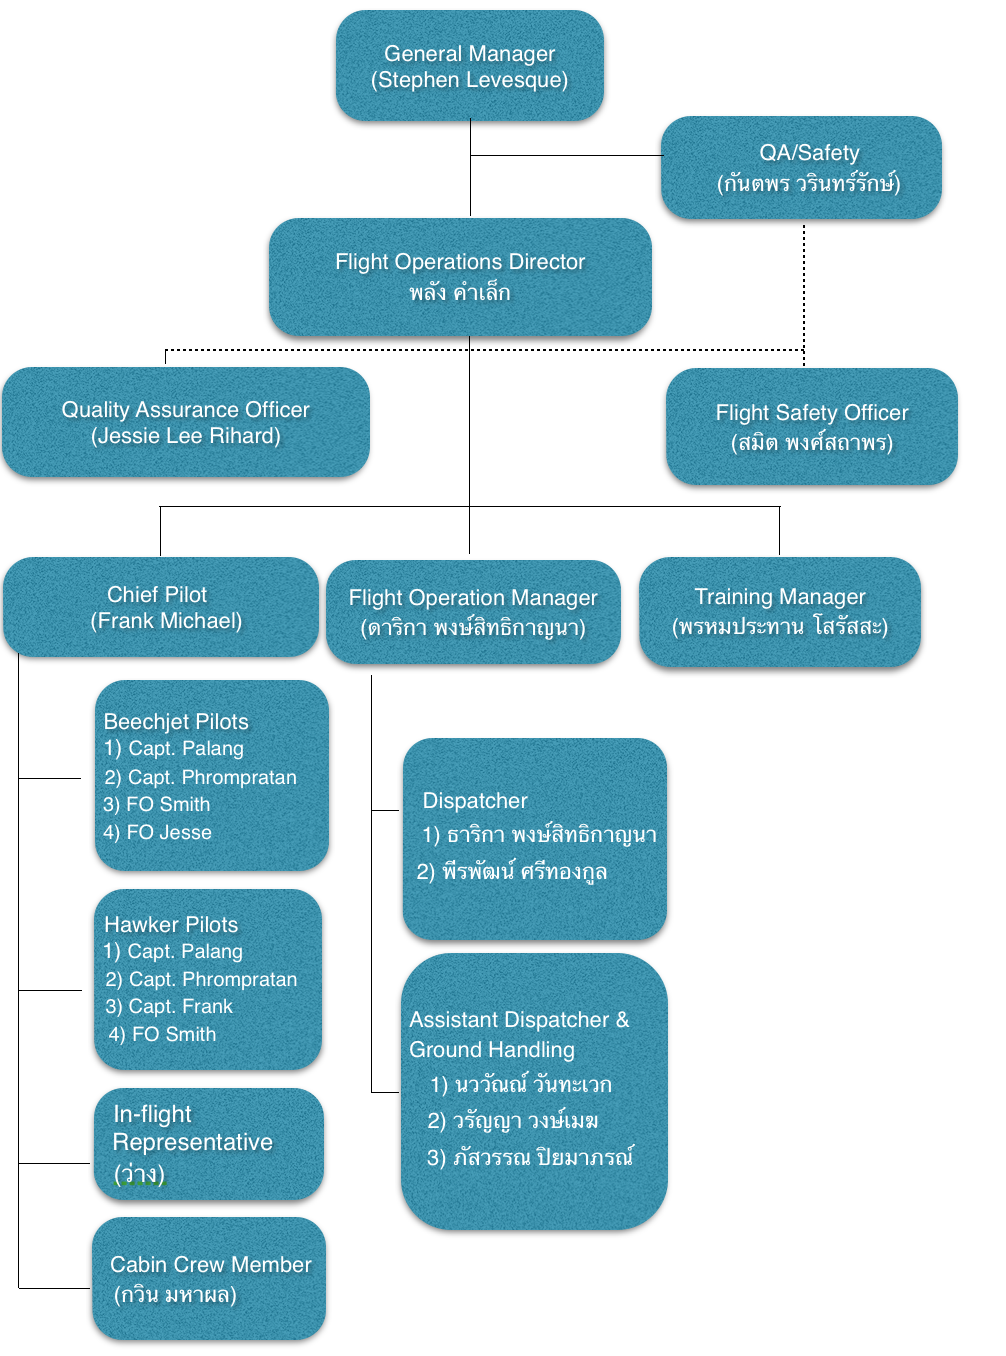 General Manager
(Stephen Levesque)
QA/Safety
(กันตพร วรินทร์รักษ์)
Flight Operations Director
พลัง คำเล็ก
Quality Assurance Officer
(Jessie Lee Rihard)
Flight Safety Officer
(สมิต พงศ์สถาพร)
Chief Pilot
(Frank Michael)
Flight Operation Manager
(ดาริกา พงษ์สิทธิกาญนา)
Training Manager
(พรหมประทาน โสรัสสะ)
Beechjet Pilots
1) Capt. Palang
2) Capt. Phrompratan
3) FO Smith
4) FO Jesse
Hawker Pilots
1) Capt. Palang
2) Capt. Phrompratan
3) Capt. Frank
4) FO Smith
In-flight
Representative
(ว่าง)
Cabin Crew Member
(กวิน มหาผล)
Dispatcher
1) ธาริกา พงษ์สิทธิกาญนา
2) พีรพัฒน์ ศรีทองกูล
Assistant Dispatcher &
Ground Handling
1) นววัณณ์ วันทะเวก
2) วรัญญา วงษ์เมฆ
3) ภัสวรรณ ปิยมาภรณ์